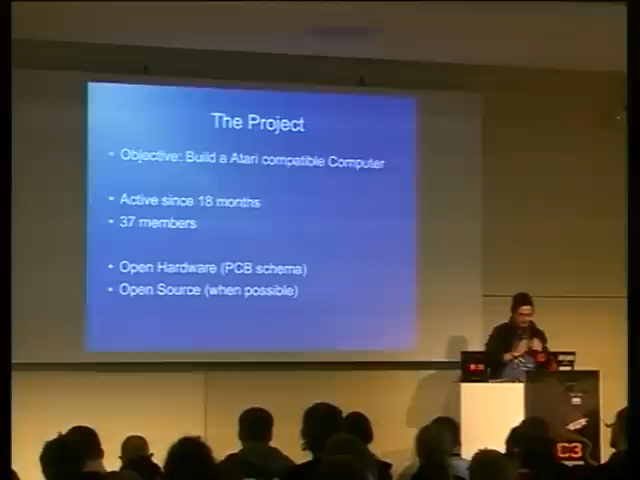 The Project
• Objective: Build a Atari compatible Computer
• Active since 18 months
• 37 members
• Open Hardware (PCB schema)
• Open Source (when possible)
C3